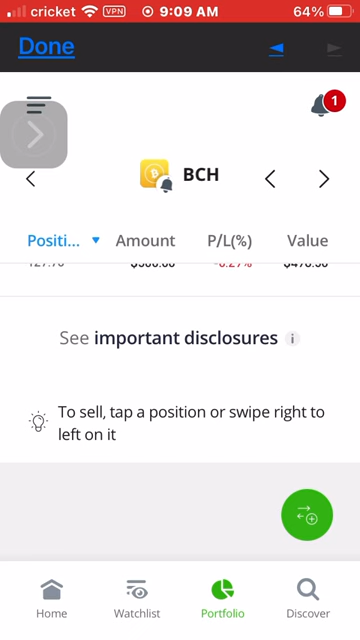 cricket VPN 9:09 AM 64%
Done
1
BCH
Positi... Amount P/L(%) Value
See important disclosures i
To sell, tap a position or swipe right to
left on it
Home Watchlist Portfolio Discover